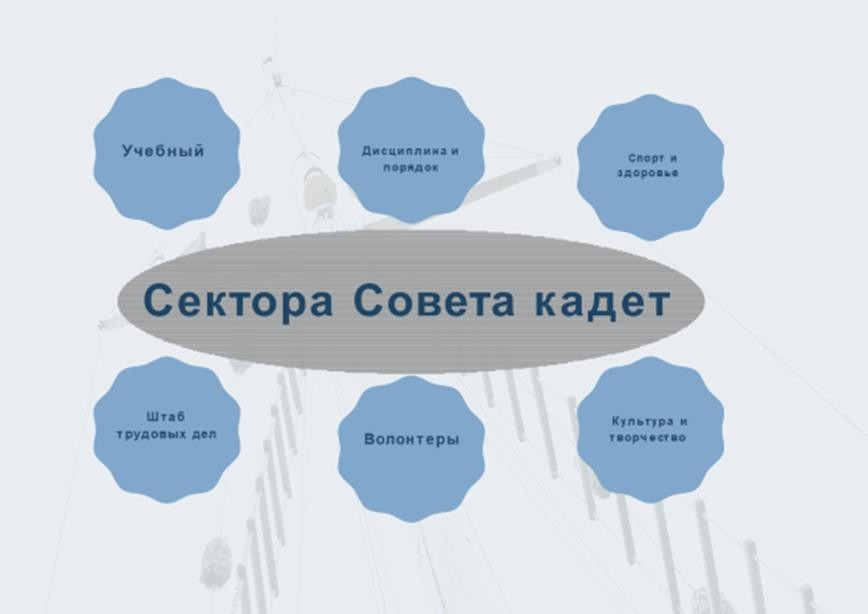 Учебный
Дисциплина и
порядок
Спорт и
здоровье
Сектора Совета кадет
Штаб
трудовых дел
Волонтеры
Культура и
творчество